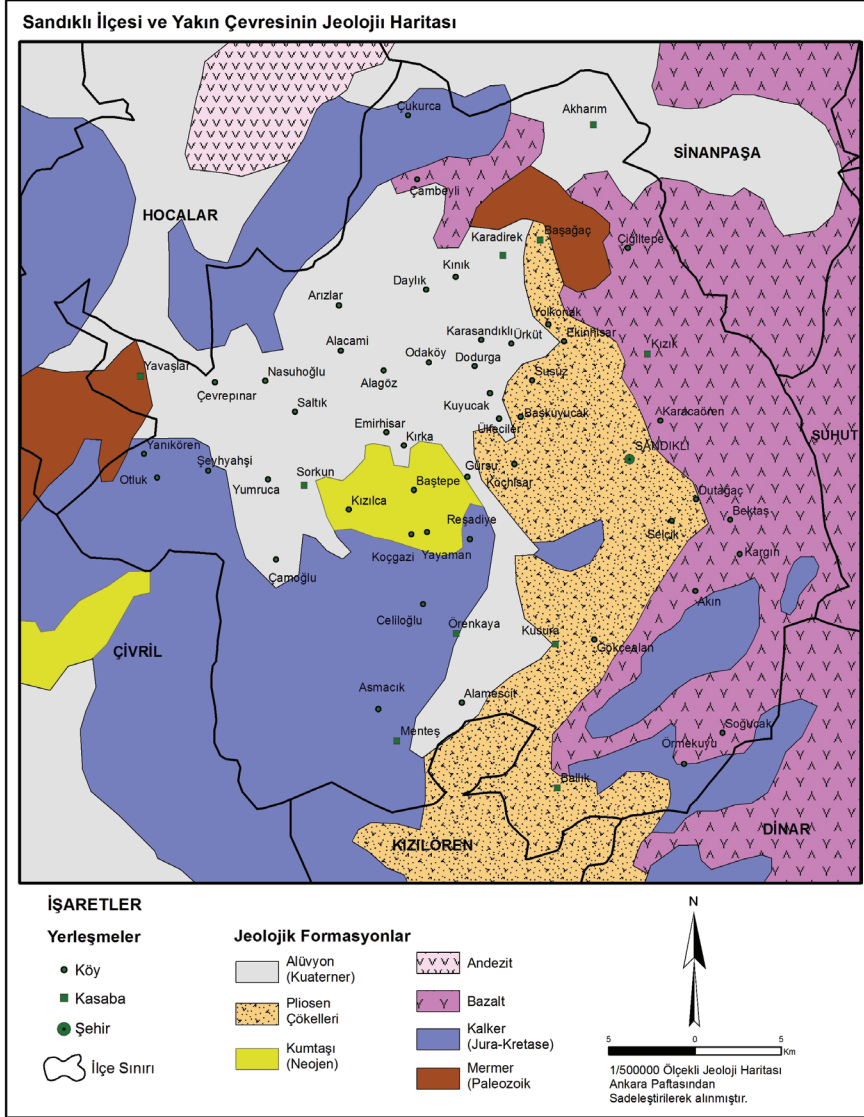 Sandıklı İlçesi ve Yakın Çevresinin Jeolojı Haritası
Çukurca
Akharım
SİNANPAŞA
Çambeyli
HOCALAR
Karadirek
Başağaç
Çiğiltepe
Kınık
Daylık
Arızlar
Yolkonak
Karasandıklı
Ürküt
Ekinhisar
Alacami
Odaköy
Dodurga
Kızık
Yavaşlar
Nasuhoğlu
Alagöz
Susuz
Çevrepınar
Saltık
Kuyucak
Başkuyucak
Karacaören
Emirhisar
Kırka
Ülfeciler
ŞUHUT
Yanıkören
Şeyhyahşi
SANDIKLI
Otluk
Yumruca
Sorkun
Gürsu
Koçhisar
Baştepe
Kızılca
Dutağaç
Bektaş
Reşadiye
Selçik
Koçgazi
Yayaman
Kargın
Çamoğlu
Akın
Celiloğlu
Örenkaya
Kusura
Gökçealan
ÇİVRİL
Asmacık
Alamescit
Menteş
Soğucak
Örmekuyu
Ballık
KIZILÖREN
DİNAR
İŞARETLER
Yerleşmeler
Köy
Kasaba
Şehir
İlçe Sınırı
Jeolojik Formasyonlar
Alüvyon
(Kuaterner)
Pliosen
Çökelleri
Kumtaşı
(Neojen)
Andezit
Bazalt
Kalker
(Jura-Kretase)
Mermer
(Paleozoik
N
5 0 5
Km
1/500000 Ölçekli Jeoloji Haritası
Ankara Paftasından
Sadeleştirilerek alınmıştır.